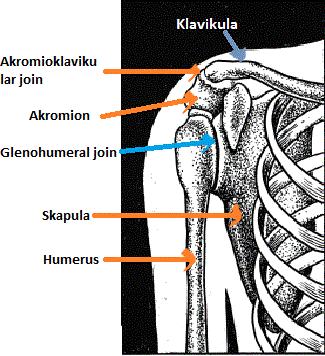 Klavikula
Akromioklaviku
lar join
Akromion
Glenohumeral join
Skapula
Humerus